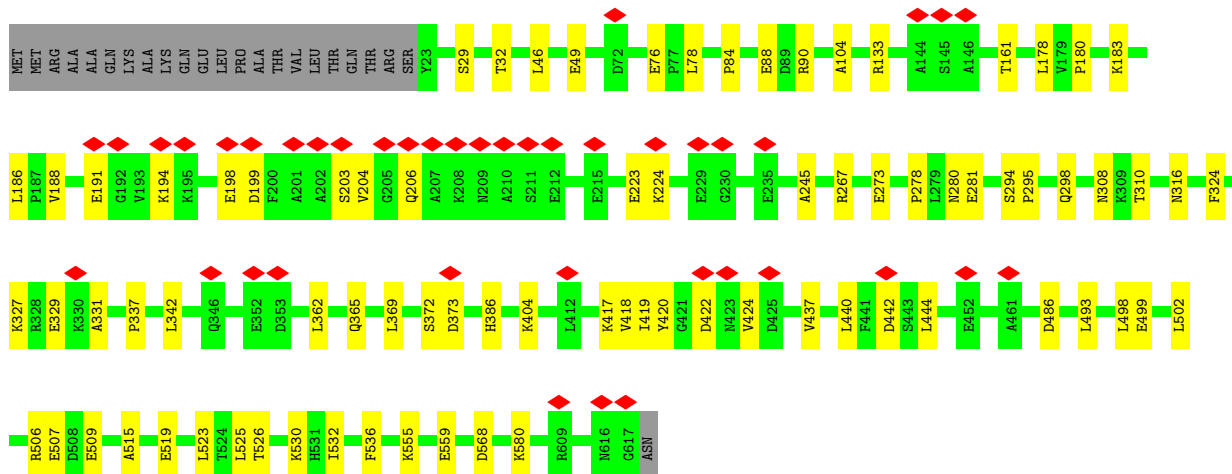 MET MET ARG ALA ALA GLN LYS ALA LYS GLN GLU LEU PRO ALA THR VAL LEU THR GLN THR ARG SER Y23 S29 T32 L46 E49 D72 E76 P77 L78 P84 E88 D89 R90 A104 R133 A144 S145 A146 T161 L178 V179 P180 K183
L186 P187 V188 E191 G192 V193 K194 K195 E198 D199 F200 A201 A202 S203 V204 G205 Q206 A207 K208 N209 A210 S211 E212 E215 E223 K224 E229 G230 E235 A245 R267 E273 P278 L279 N280 E281 S294 P295 Q298 N308 K309 T310 N316 F324
K327 R328 E329 K330 A331 P337 L342 Q346 E352 D353 L362 Q365 L369 S372 D373 H386 K404 L412 K417 V418 I419 Y420 G421 D422 N423 V424 D425 V437 L440 F441 D442 S443 L444 E452 A461 D486 L493 L498 E499 L502
R506 E507 D508 E509 A515 E519 L523 T524 L525 T526 K530 H531 I532 F536 K555 E559 D568 K580 R609 N616 G617 ASN